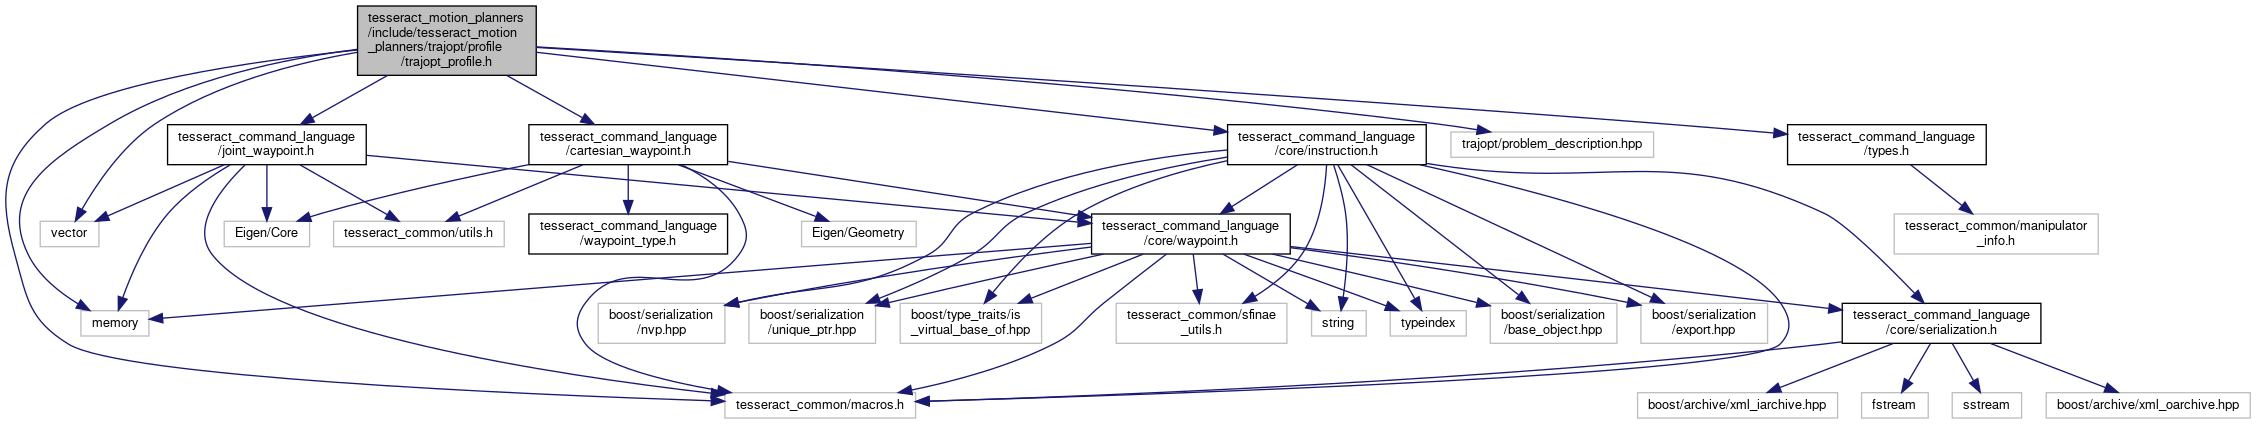 tesseract_motion_planners
/include/tesseract_motion
_planners/trajopt/profile
/trajopt_profile.h
tesseract_command_language
/joint_waypoint.h
tesseract_command_language
/cartesian_waypoint.h
tesseract_command_language
/core/instruction.h
trajopt/problem_description.hpp
tesseract_command_language
/types.h
vector
Eigen/Core
tesseract_common/utils.h
tesseract_command_language
/waypoint_type.h
Eigen/Geometry
tesseract_command_language
/core/waypoint.h
tesseract_common/manipulator
_info.h
memory
boost/serialization
/nvp.hpp
boost/serialization
/unique_ptr.hpp
boost/type_traits/is
_virtual_base_of.hpp
tesseract_common/sfinae
_utils.h
string
typeindex
boost/serialization
/base_object.hpp
boost/serialization
/export.hpp
tesseract_command_language
/core/serialization.h
tesseract_common/macros.h
boost/archive/xml_iarchive.hpp
fstream
sstream
boost/archive/xml_oarchive.hpp